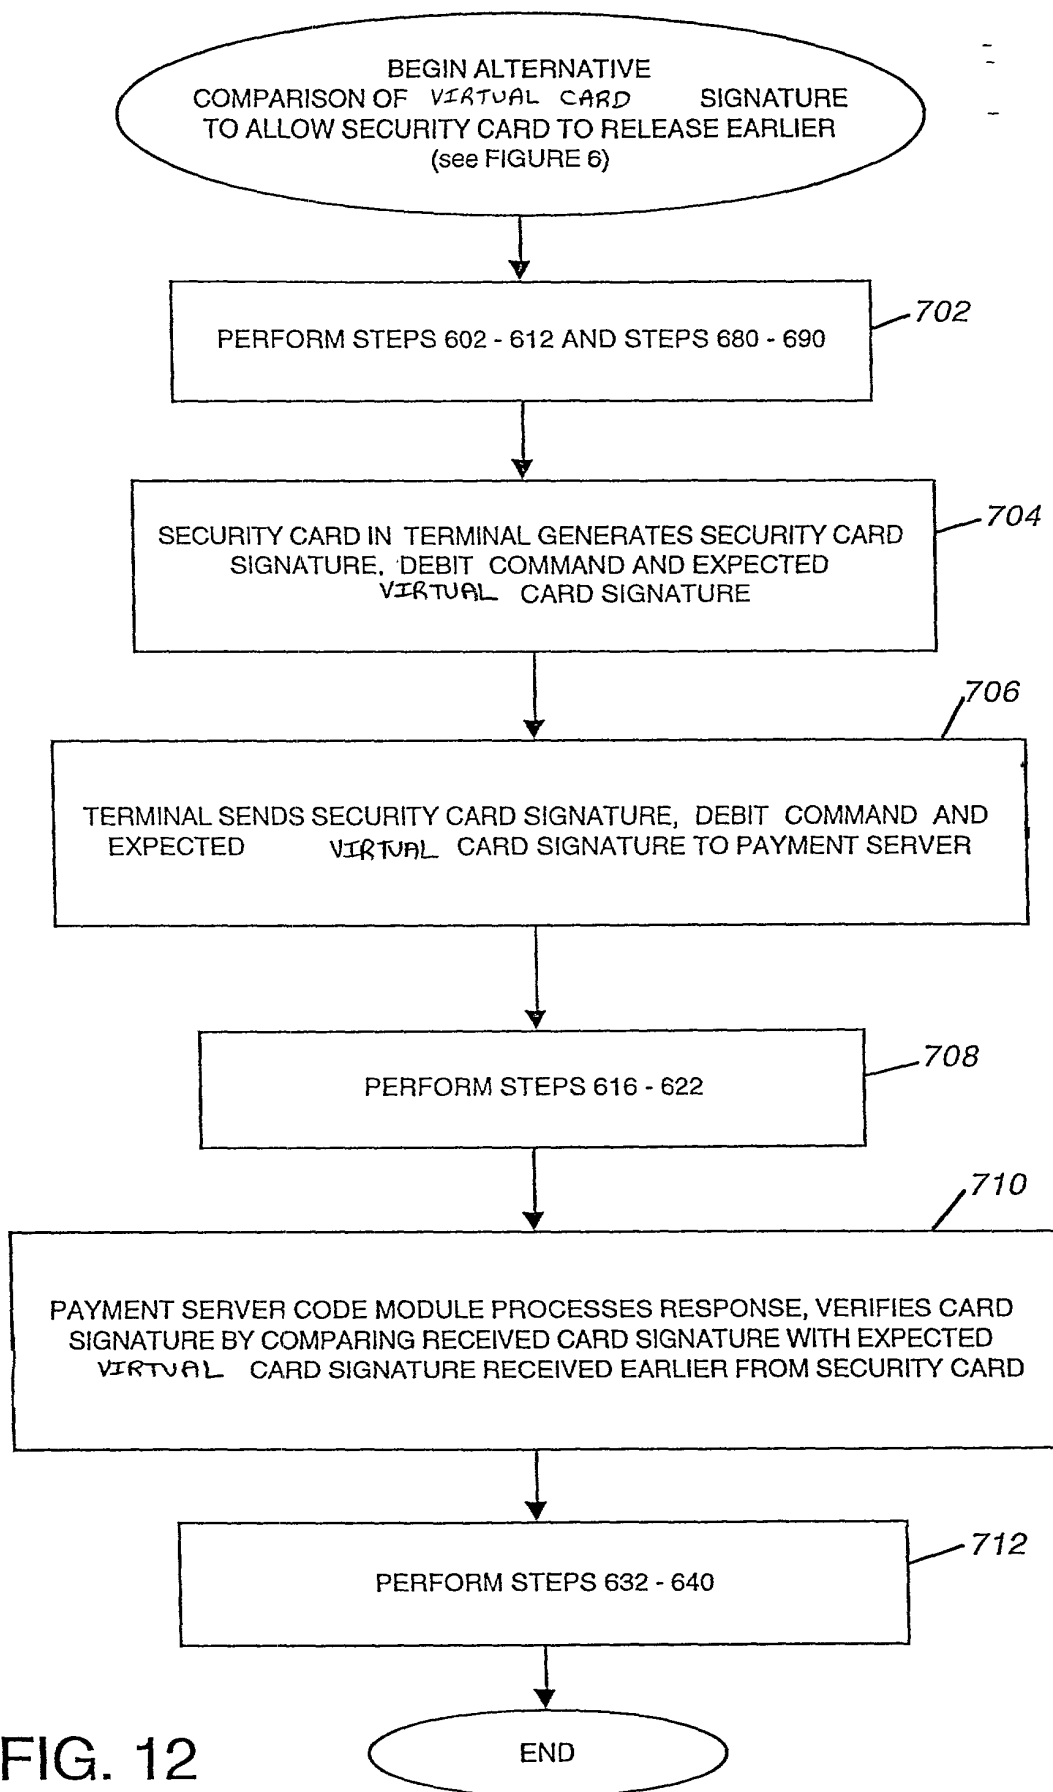 BEGIN ALTERNATIVE
COMPARISON OF VIRTUAL CARD SIGNATURE
TO ALLOW SECURITY CARD TO RELEASE EARLIER
(see FIGURE 6)
702
PERFORM STEPS 602 - 612 AND STEPS 680 - 690
704
SECURITY CARD IN TERMINAL GENERATES SECURITY CARD
SIGNATURE, DEBIT COMMAND AND EXPECTED
VIRTUAL CARD SIGNATURE
706
TERMINAL SENDS SECURITY CARD SIGNATURE, DEBIT COMMAND AND
EXPECTED VIRTUAL CARD SIGNATURE TO PAYMENT SERVER
708
PERFORM STEPS 616 - 622
710
PAYMENT SERVER CODE MODULE PROCESSES RESPONSE, VERIFIES CARD
SIGNATURE BY COMPARING RECEIVED CARD SIGNATURE WITH EXPECTED
VIRTUAL CARD SIGNATURE RECEIVED EARLIER FROM SECURITY CARD
712
PERFORM STEPS 632 - 640
END
FIG. 12